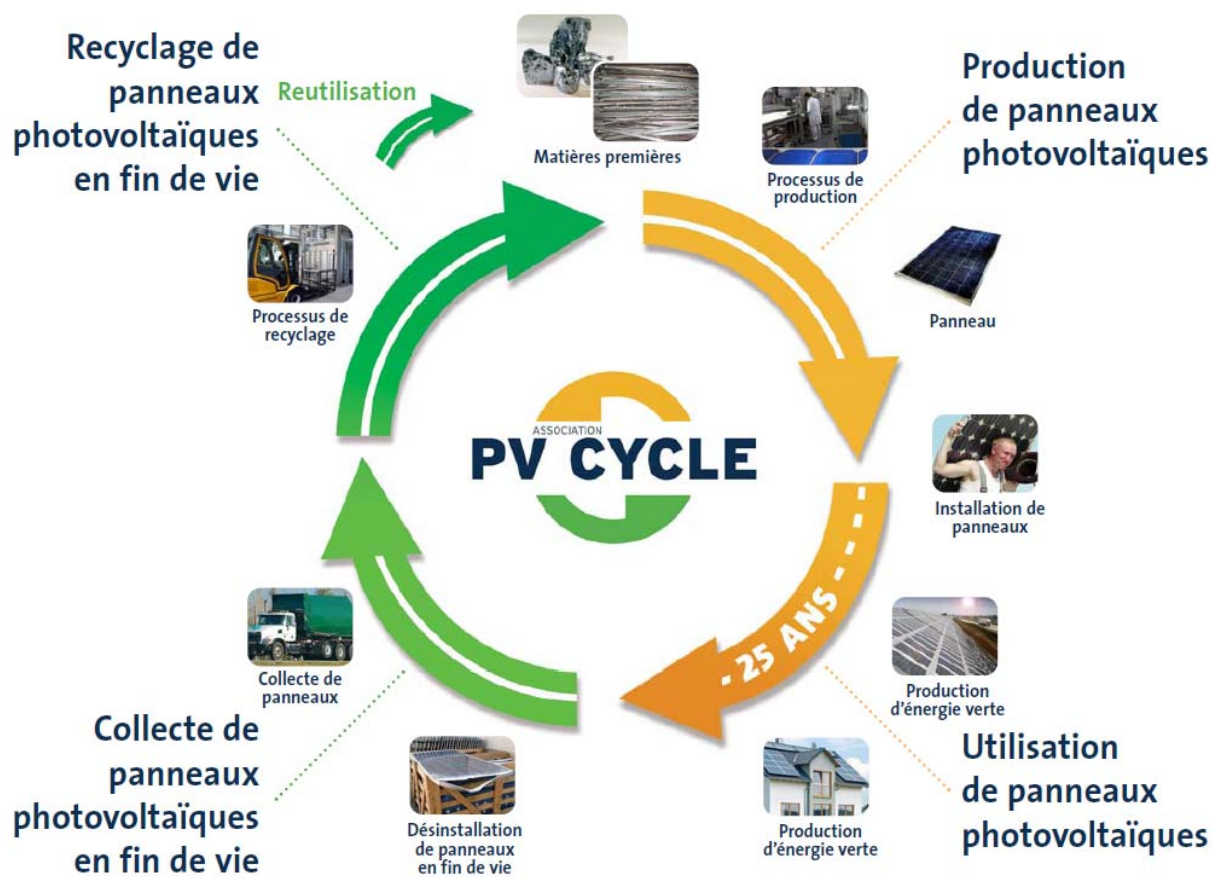 Recyclage de
panneaux
photovoltaïques
en fin de vie
Reutilisation
Matières premières
Processus de
production
Production
de panneaux
photovoltaïques
Panneau
Installation de
panneaux
Production
d'énergie verte
- 25 ANS -
Utilisation
de panneaux
photovoltaïques
Production
d'énergie verte
Désinstallation
de panneaux
en fin de vie
Collecte de
panneaux
photovoltaïques
en fin de vie
Collecte de
panneaux
Processus de
recyclage
ASSOCIATION
PV CYCLE